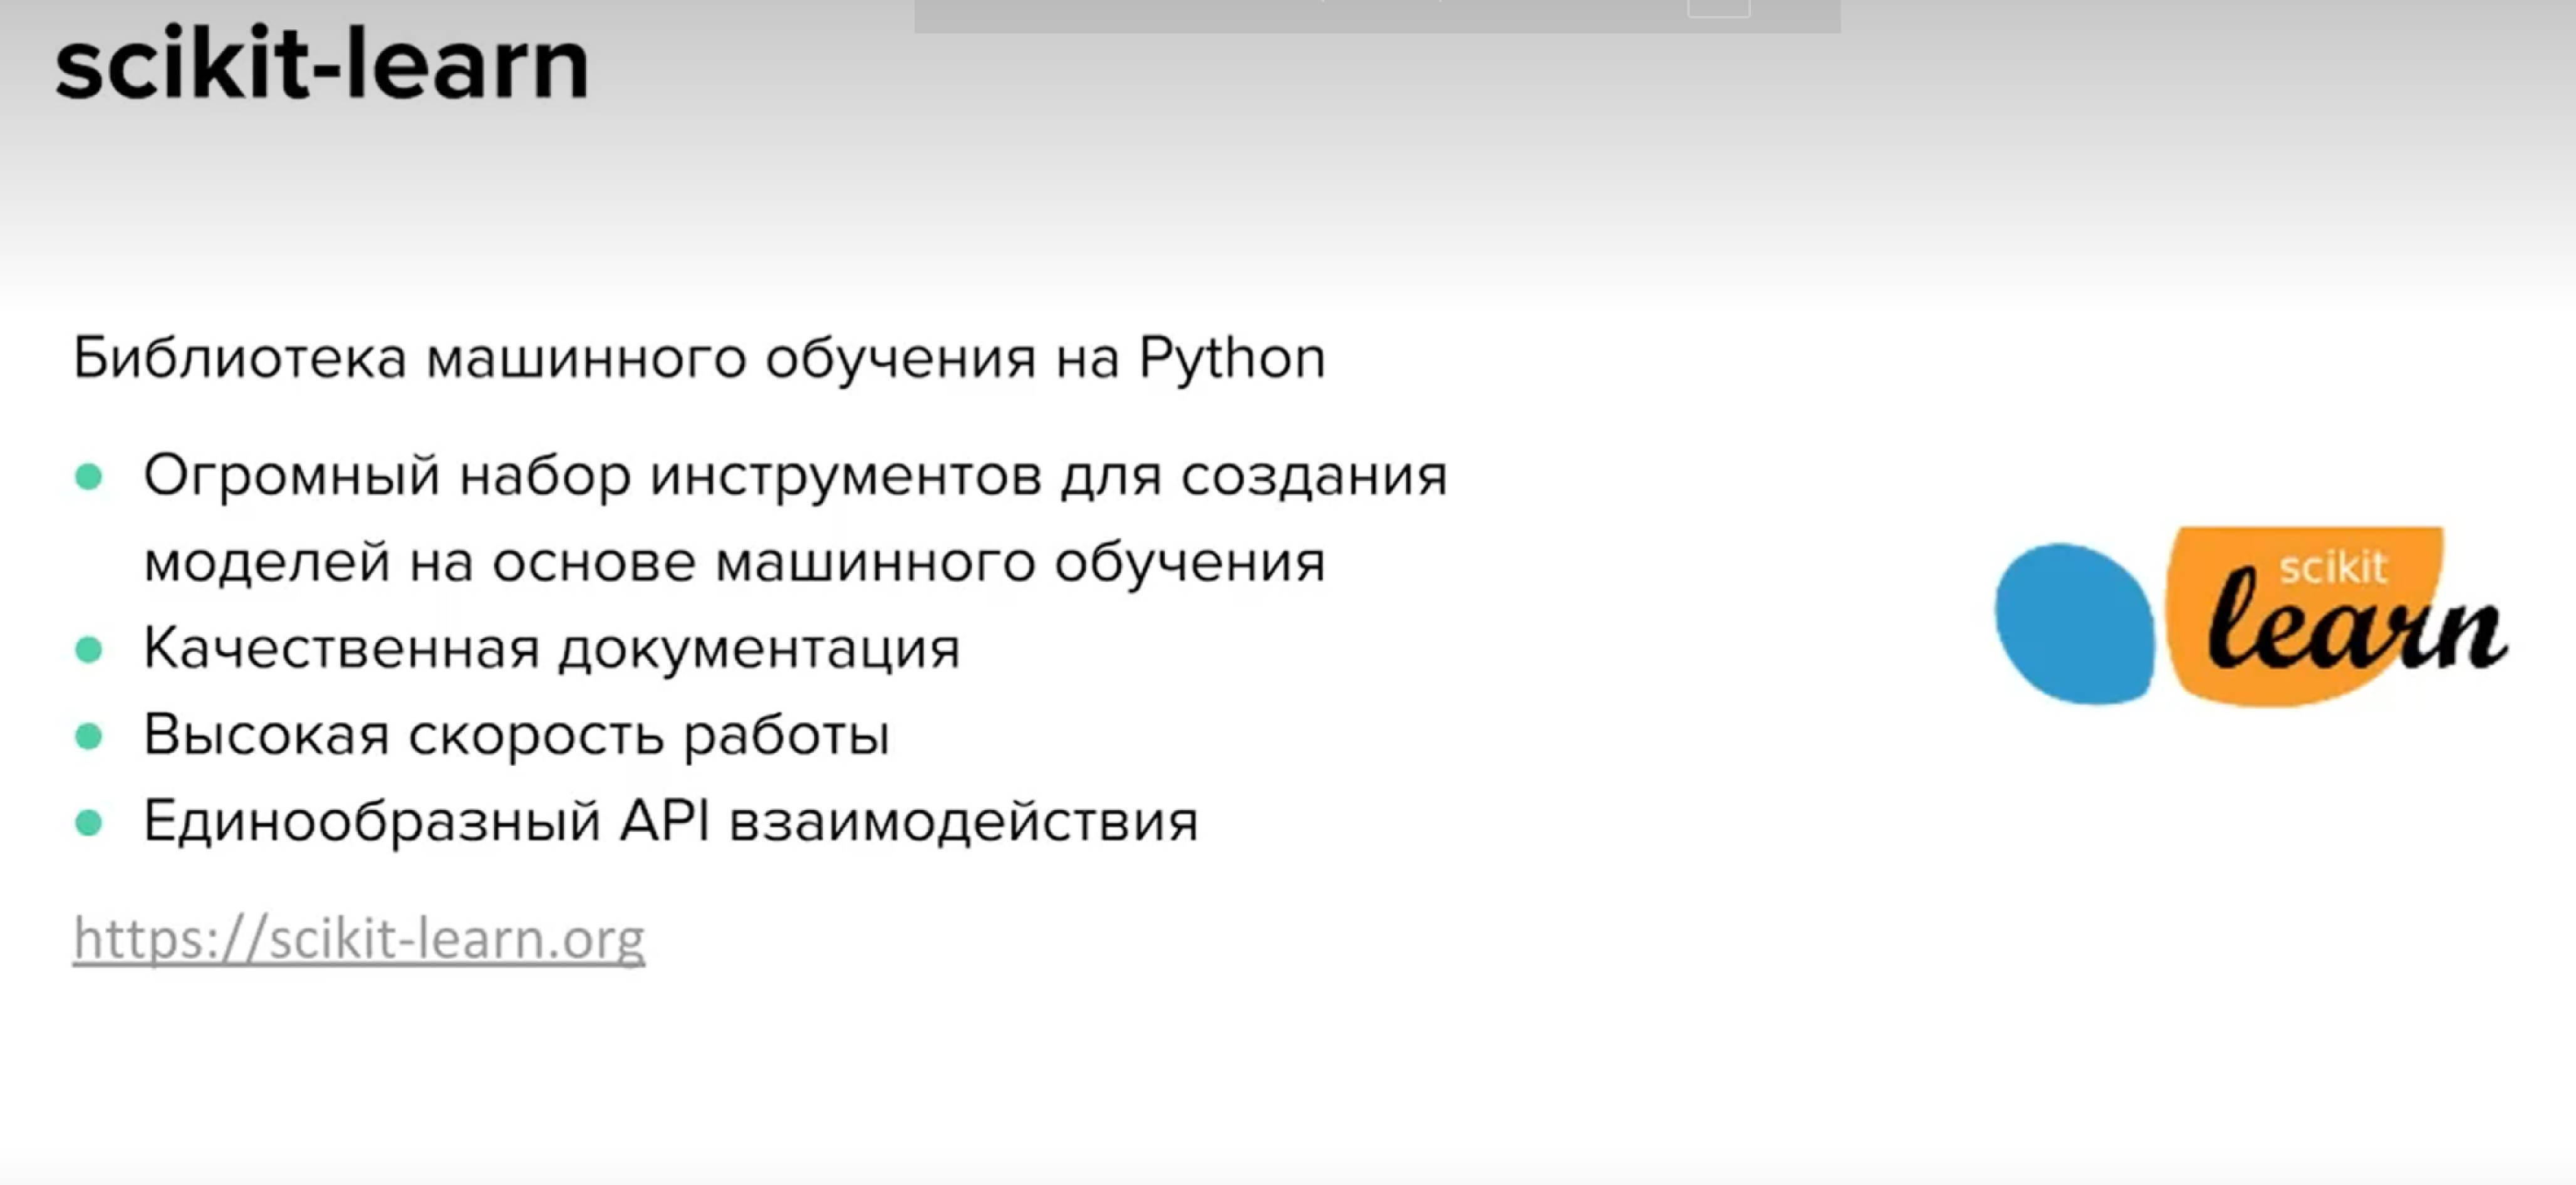 scikit-learn
Библиотека машинного обучения на Python
Огромный набор инструментов для создания
моделей на основе машинного обучения
Качественная документация
Высокая скорость работы
Единообразный API взаимодействия
https://scikit-learn.org
scikit
learn